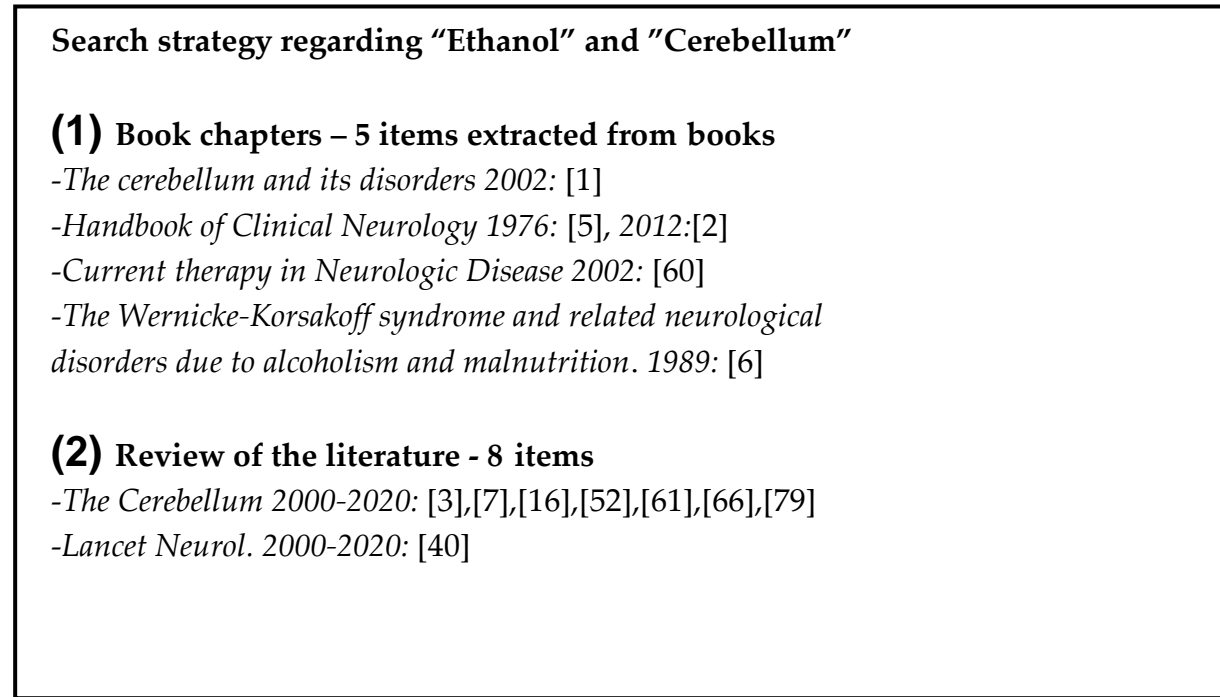 Search strategy regarding “Ethanol” and ”Cerebellum”
(1) Book chapters – 5 items extracted from books
-The cerebellum and its disorders 2002: [1]
-Handbook of Clinical Neurology 1976: [5], 2012:[2]
-Current therapy in Neurologic Disease 2002: [60]
-The Wernicke-Korsakoff syndrome and related neurological
disorders due to alcoholism and malnutrition. 1989: [6]
(2) Review of the literature - 8 items
-The Cerebellum 2000-2020: [3],[7],[16],[52],[61],[66],[79]
-Lancet Neurol. 2000-2020: [40]